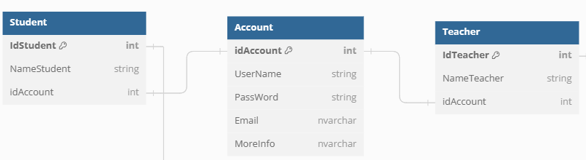 Student
IdStudent int
NameStudent string
idAccount int
Account
idAccount int
UserName string
PassWord string
Email nvarchar
MoreInfo nvarchar
Teacher
IdTeacher int
NameTeacher string
idAccount int